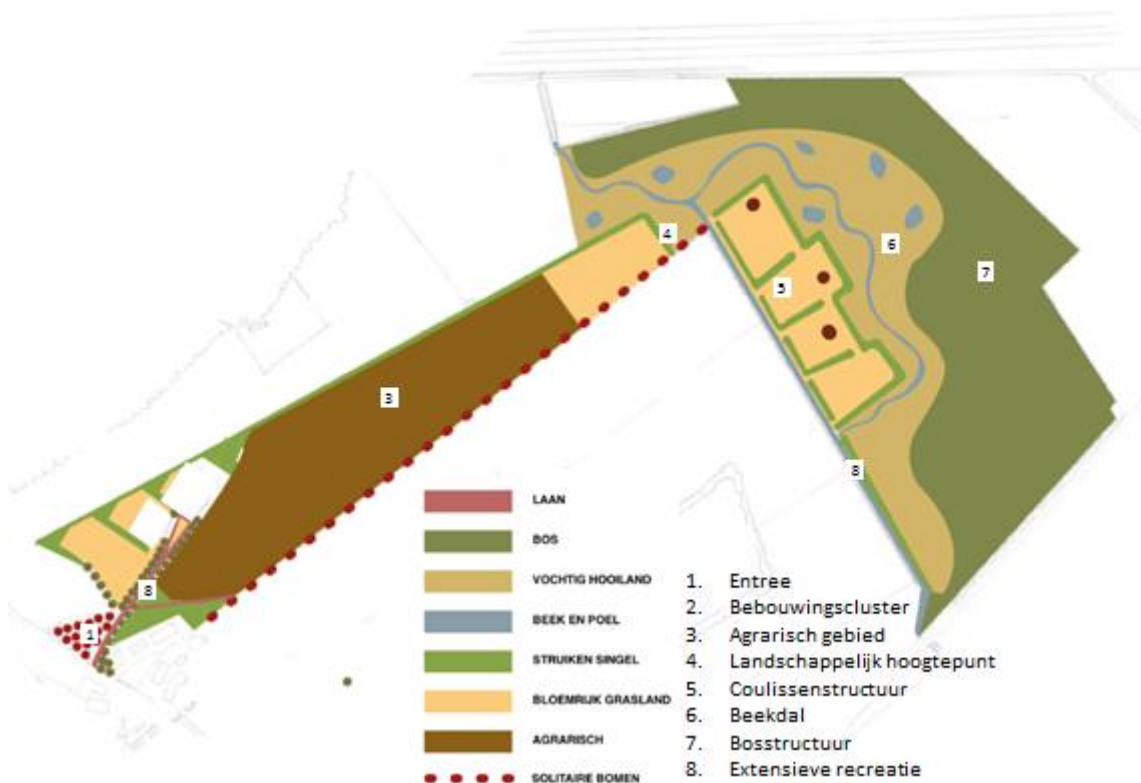 4
6
7
5
3
8
8
1
LAAN
BOS
VOCHTIG HOOILAND
BEEK EN POEL
STRUIKEN SINGEL
BLOEMRIJK GRASLAND
AGRARISCH
SOLITAIRE BOMEN
1. Entree
2. Bebouwingscluster
3. Agrarisch gebied
4. Landschappelijk hoogtepunt
5. Coulissenstructuur
6. Beekdal
7. Bosstructuur
8. Extensieve recreatie